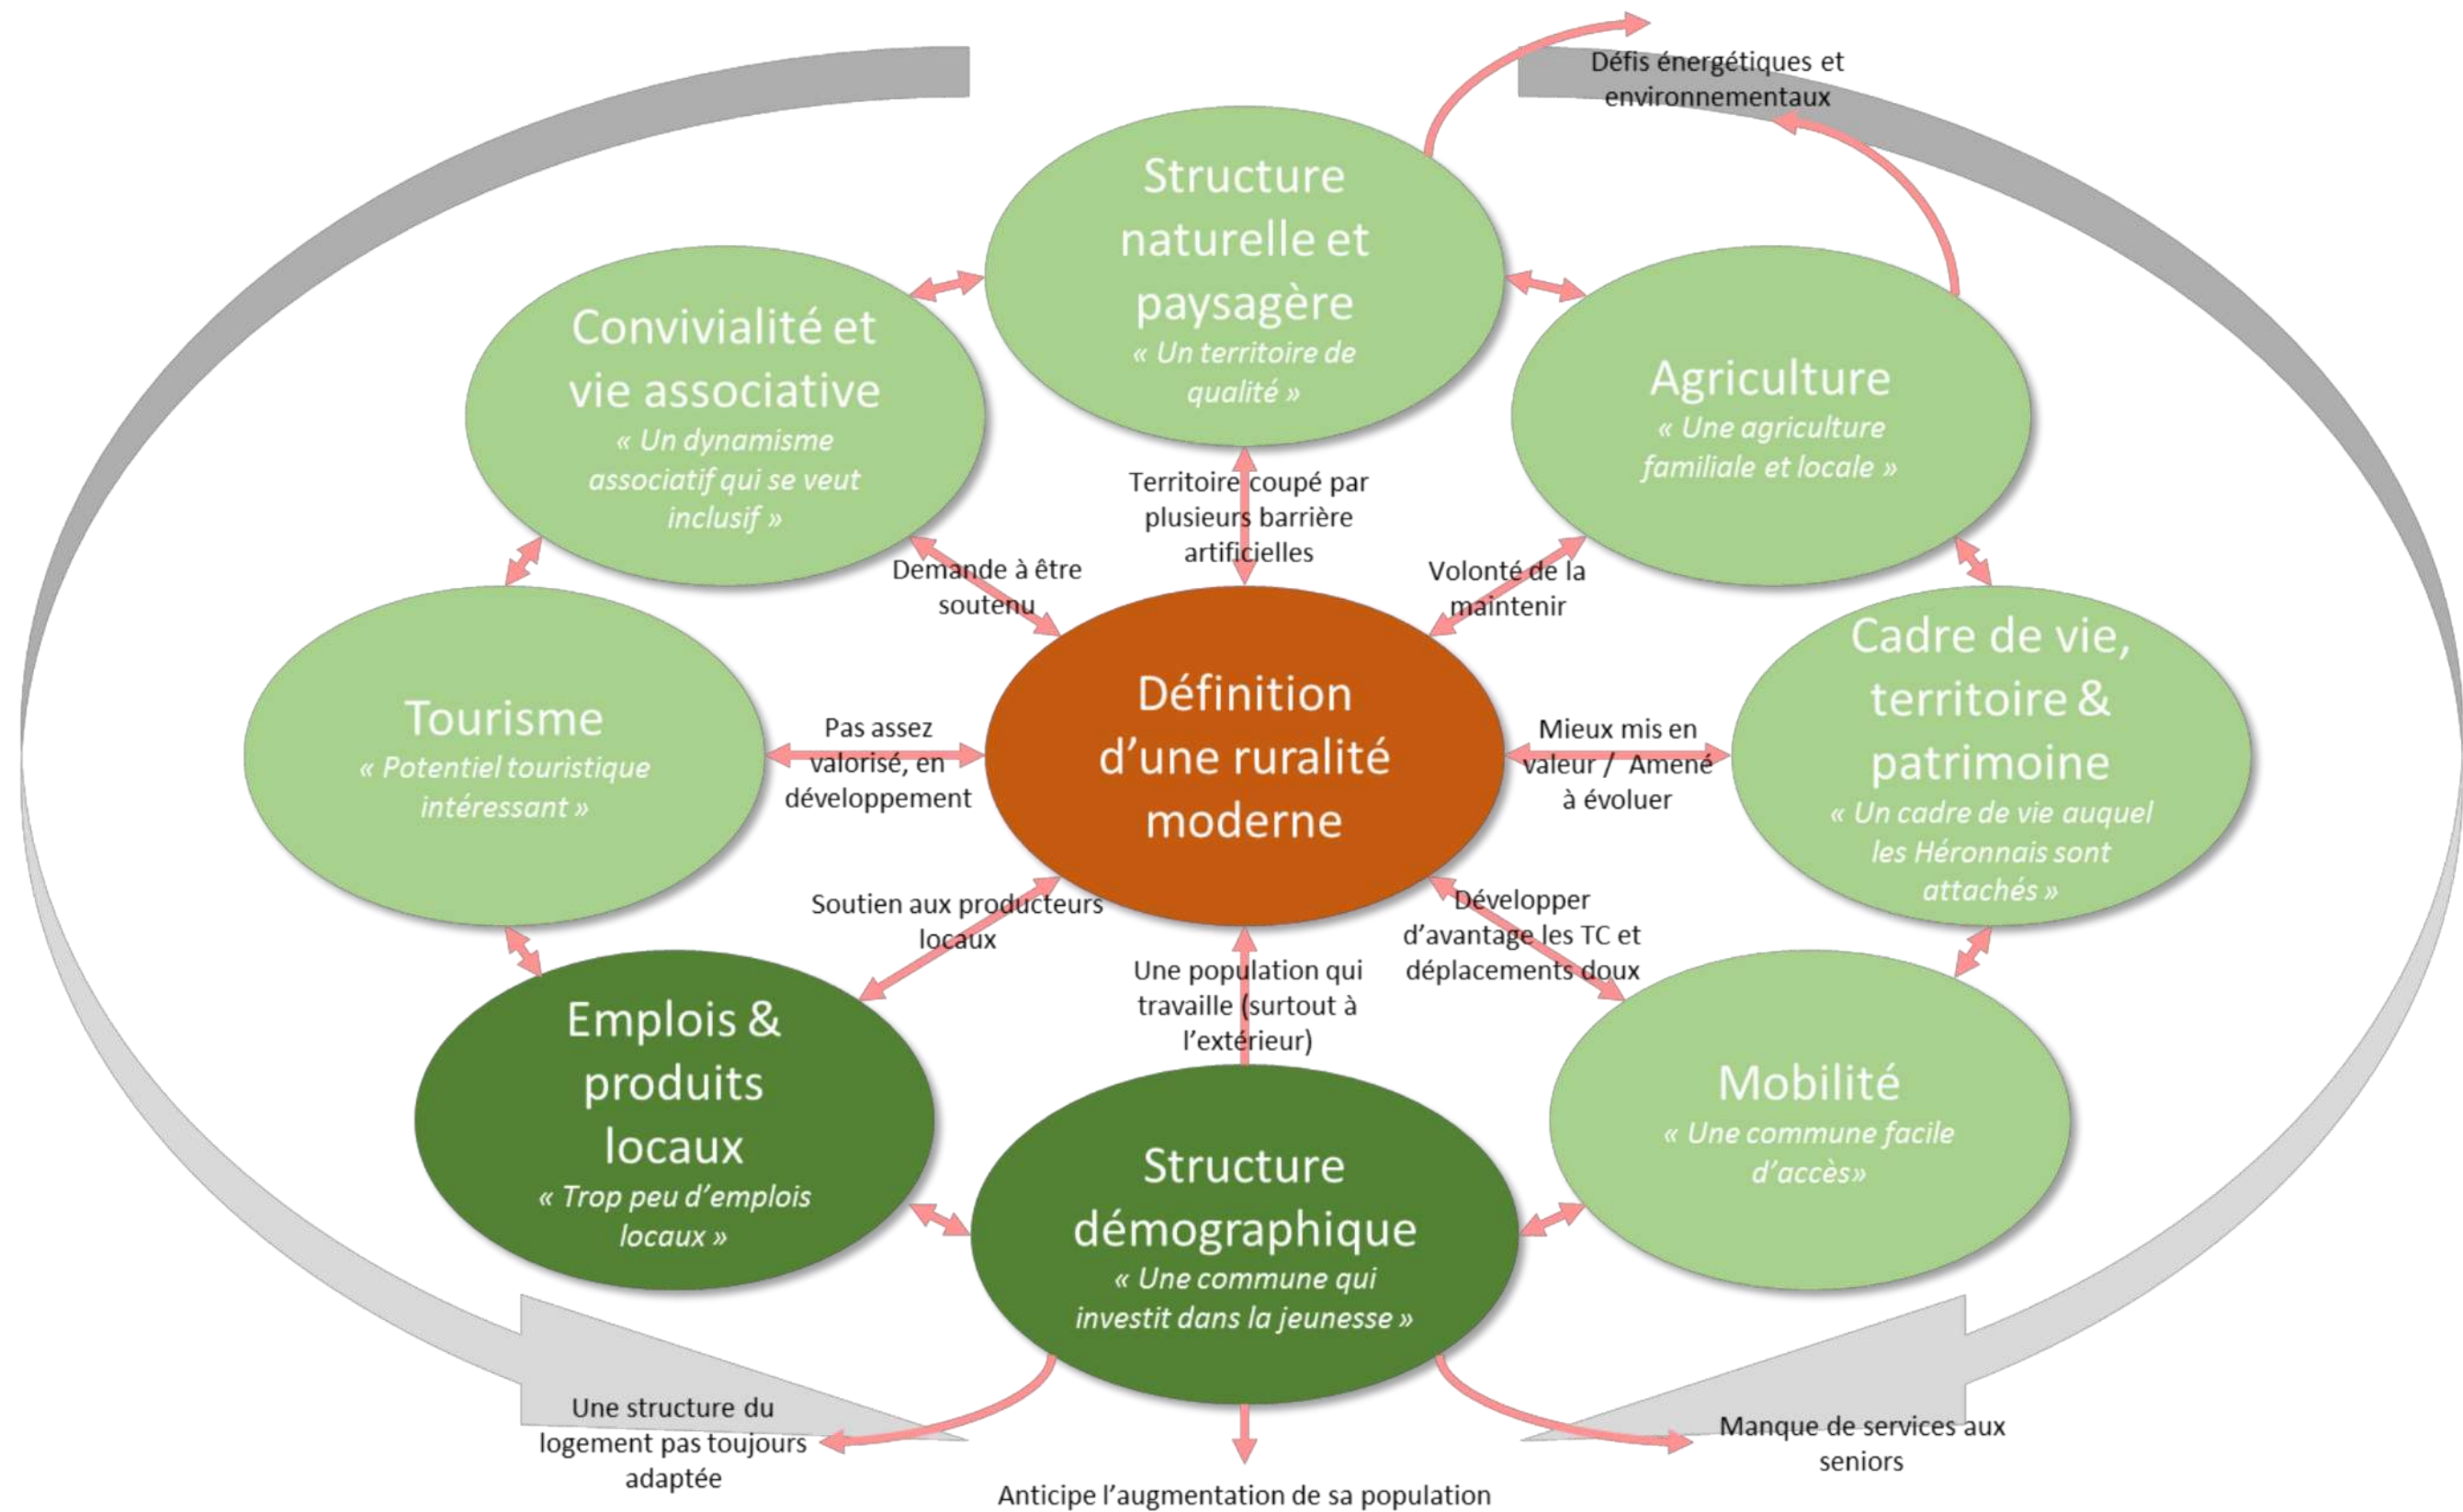 Défis énergétiques et
environnementaux
Structure
naturelle et
paysagère
« Un territoire de
qualité »
Convivialité et
vie associative
« Un dynamisme
associatif qui se veut
inclusif »
Agriculture
« Une agriculture
familiale et locale »
Territoire coupé par
plusieurs barrière
artificielles
Demande à être
soutenu
Volonté de la
maintenir
Tourisme
« Potentiel touristique
intéressant »
Pas assez
valorisé, en
développement
Définition
d’une ruralité
moderne
Mieux mis en
valeur / Amené
à évoluer
Cadre de vie,
territoire &
patrimoine
« Un cadre de vie auquel
les Héronnais sont
attachés »
Soutien aux producteurs
locaux
Une population qui
travaille (surtout à
l’extérieur)
Développer
d’avantage les TC et
déplacements doux
Emplois &
produits
locaux
« Trop peu d’emplois
locaux »
Structure
démographique
« Une commune qui
investit dans la jeunesse »
Mobilité
« Une commune facile
d’accès»
Une structure du
logement pas toujours
adaptée
Anticipe l’augmentation de sa population
Manque de services aux
seniors